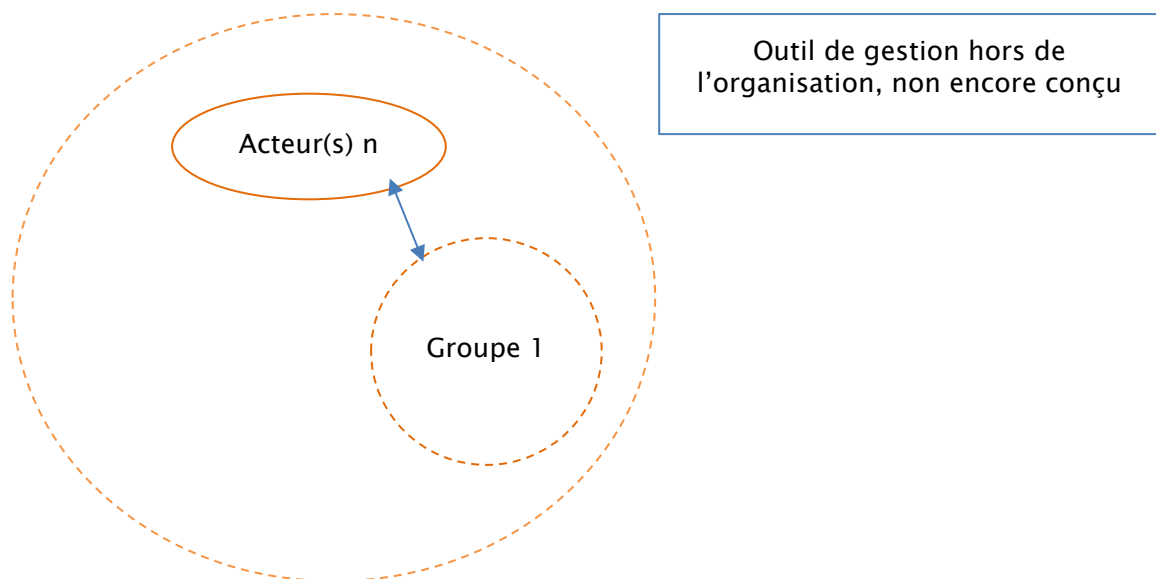 Outil de gestion hors de
l’organisation, non encore conçu
Acteur(s) n
Groupe 1